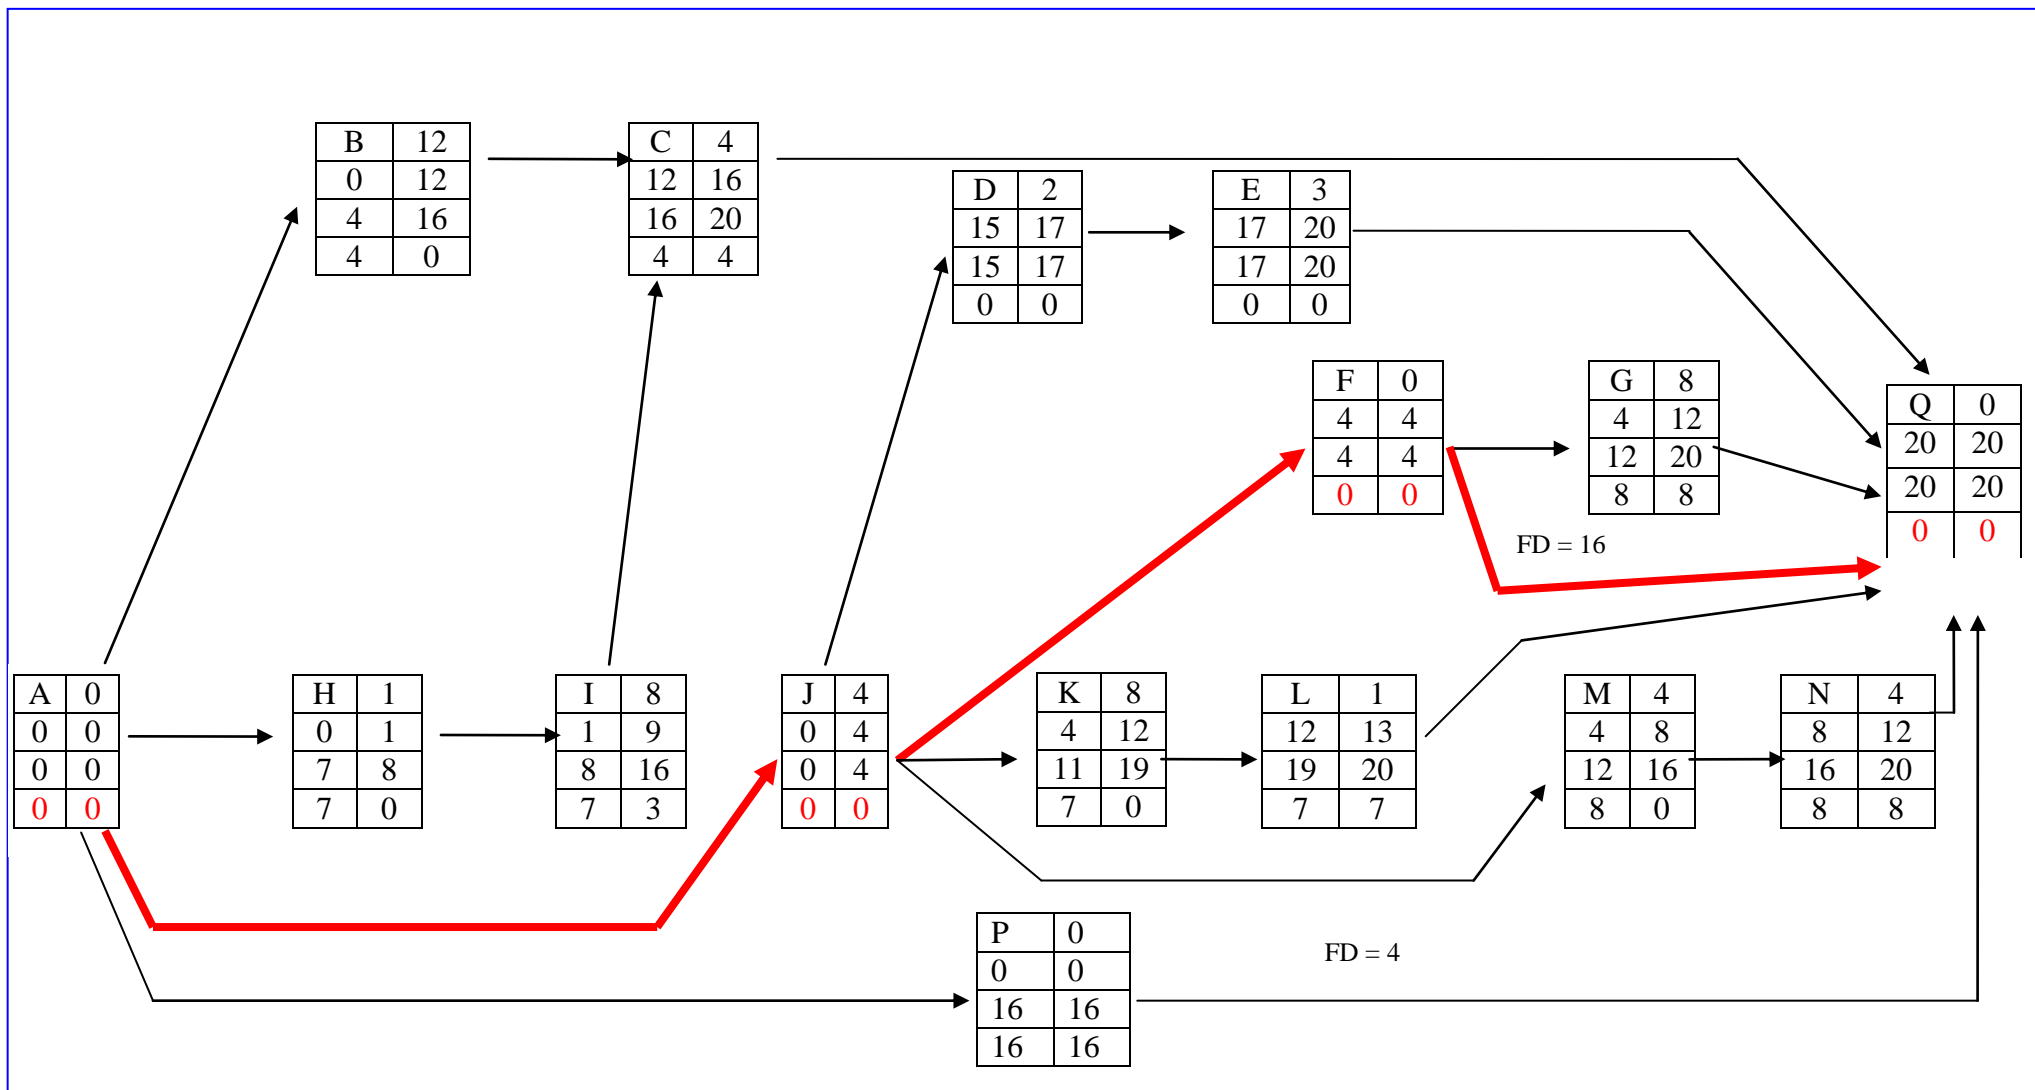 B 12
0 12
4 16
4 0
C 4
12 16
16 20
4 4
D 2
15 17
15 17
0 0
E 3
17 20
17 20
0 0
F 0
4 4
4 4
0 0
G 8
4 12
12 20
8 8
Q 0
20 20
20 20
0 0
FD = 16
A 0
0 0
0 0
0 0
H 1
0 1
7 8
7 0
I 8
1 9
8 16
7 3
J 4
0 4
0 4
0 0
K 8
4 12
11 19
7 0
L 1
12 13
19 20
7 7
M 4
4 8
12 16
8 0
N 4
8 12
16 20
8 8
P 0
0 0
16 16
16 16
FD = 4